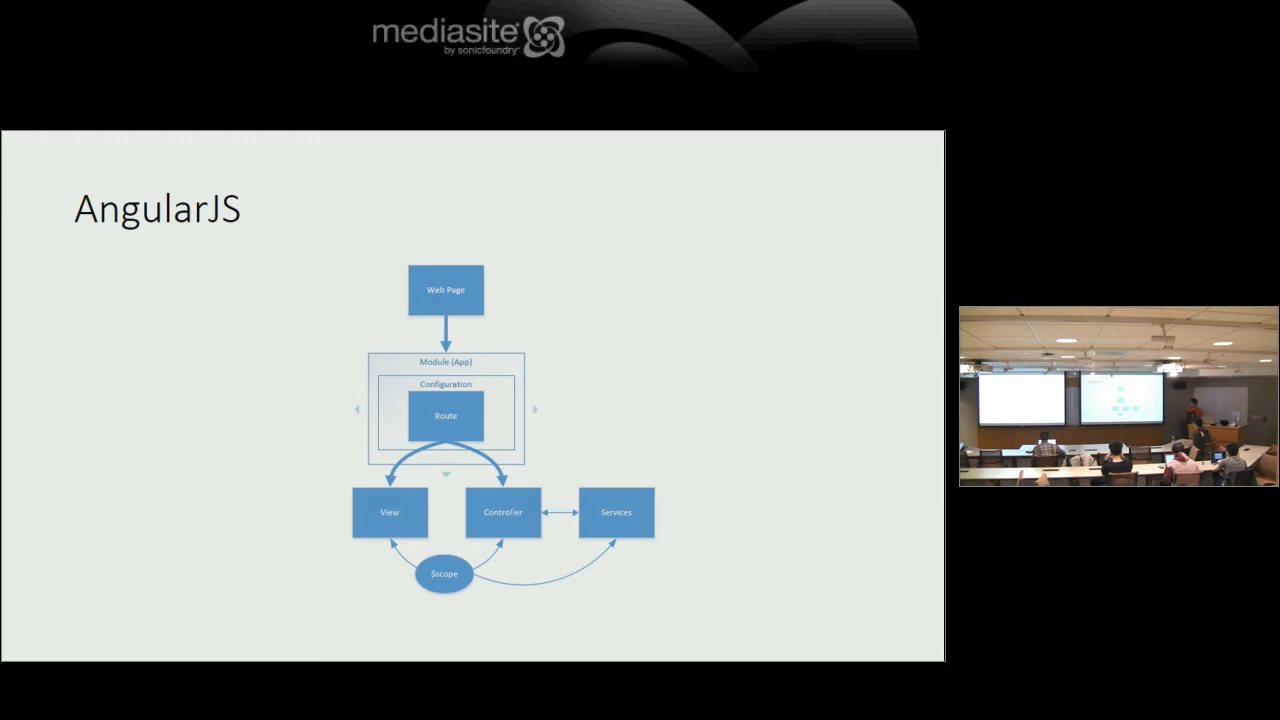 mediasite
by sonicfoundry
AngularJS
Web Page
Module (App)
Configuration
Route
View
Controller
Services
$scope